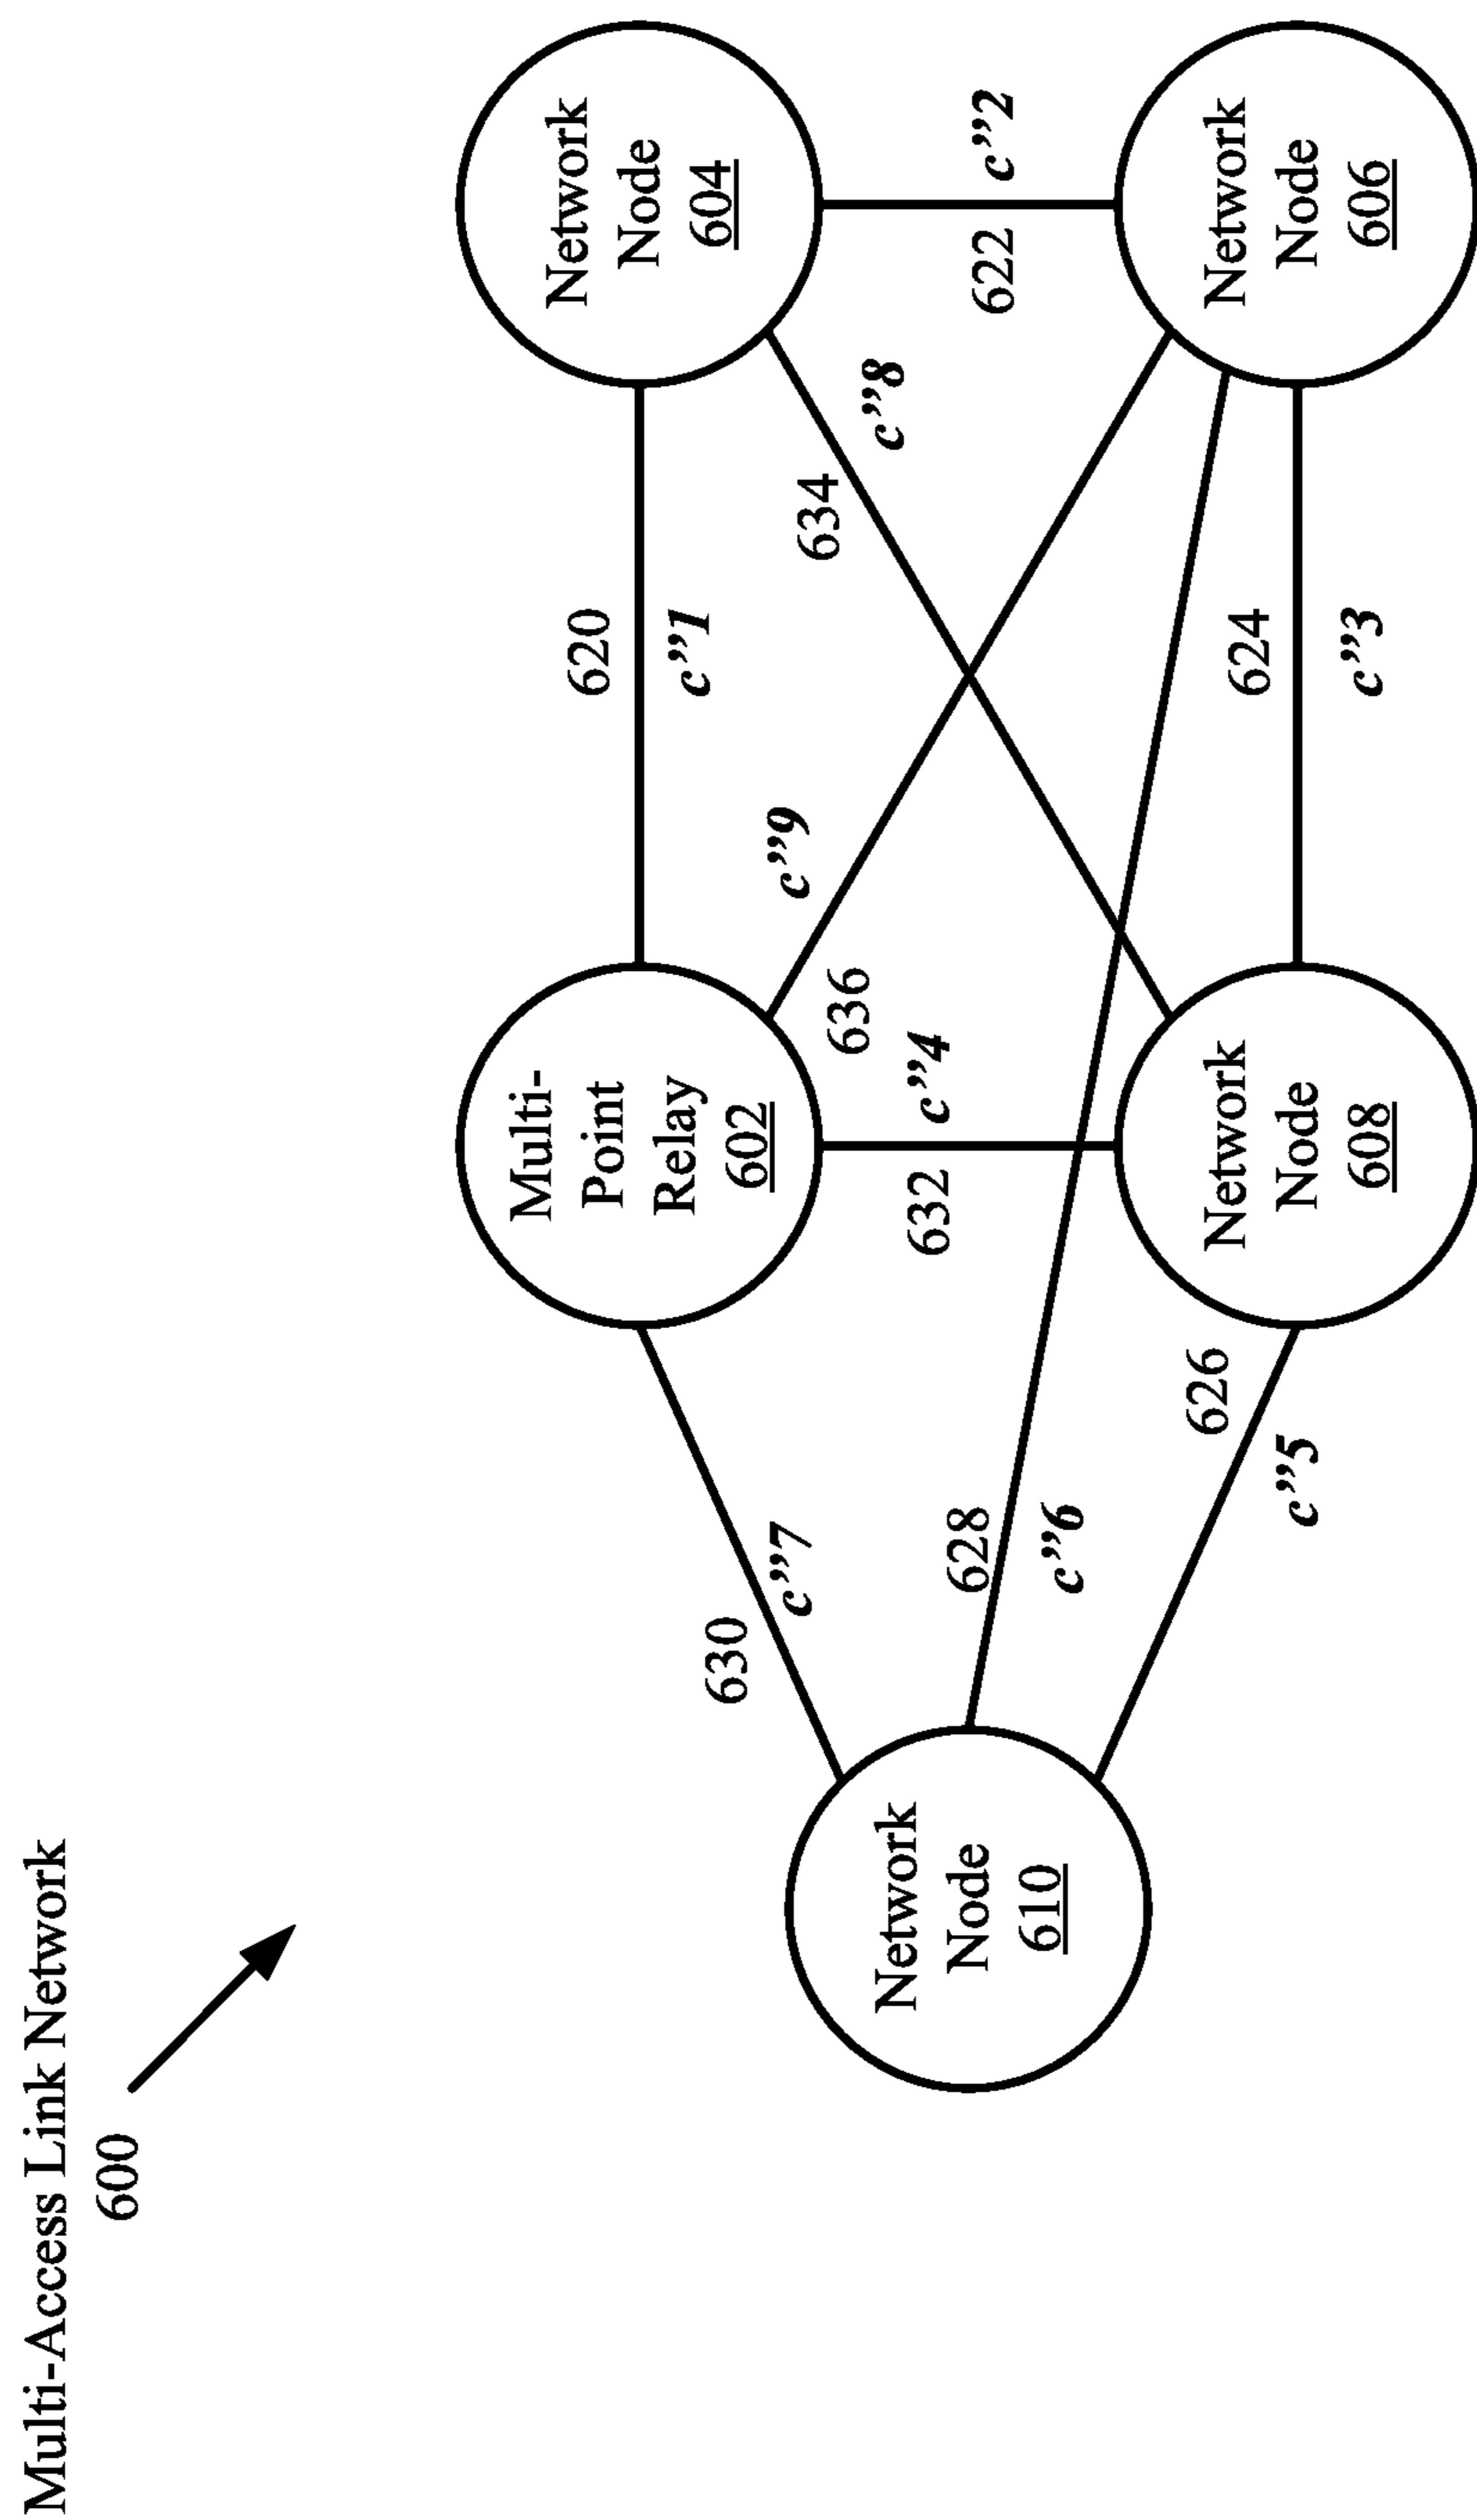 Multi-Access Link Network
600
Multi-
Point
Relay
602
Network
Node
604
Network
Node
610
Network
Node
608
Network
Node
606
620
c”1
630
c”7
c”9
636
634
c”8
632
c”4
622
c”2
628
c”6
626
c”5
624
c”3